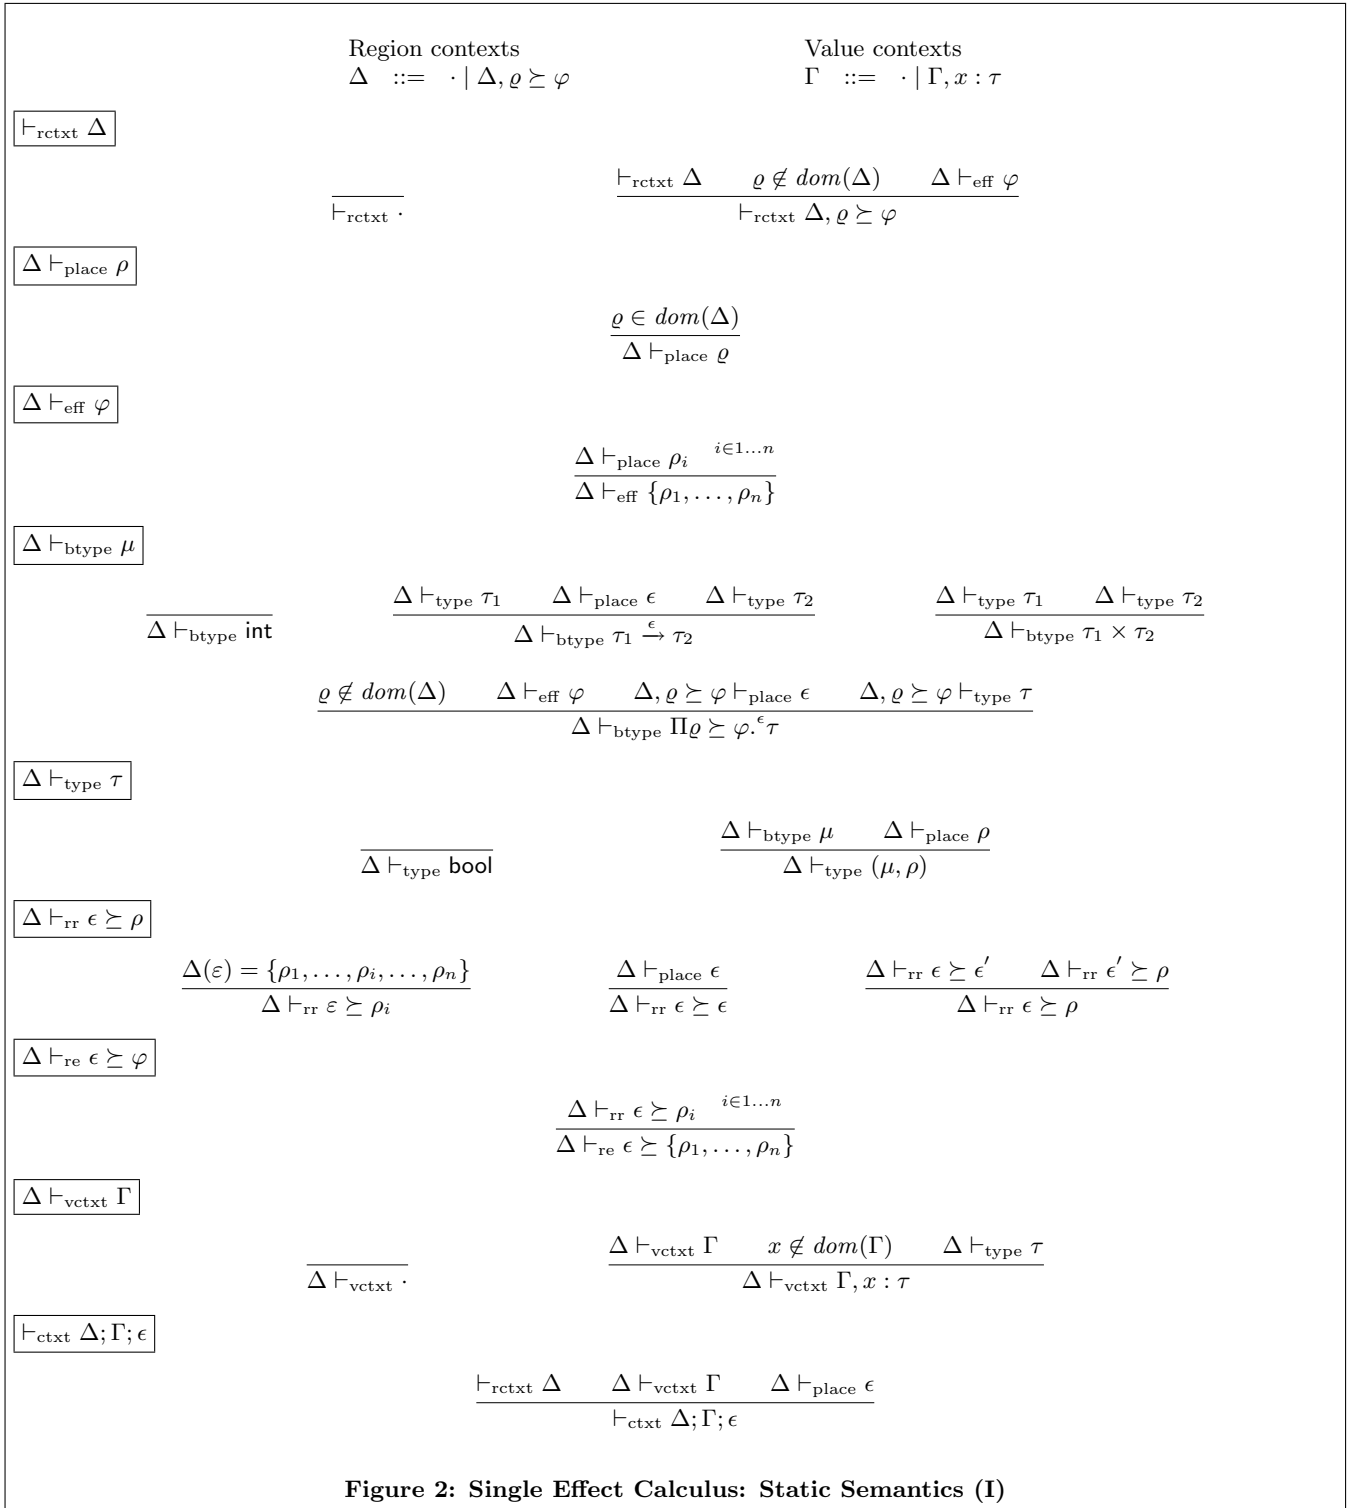 Region contexts Value contexts
Δ ::= · | Δ, ϱ ⪰ φ Γ ::= · | Γ, x : τ
⊢rctxt Δ
⊢rctxt Δ ϱ ∉ dom(Δ) Δ ⊢eff φ
⊢rctxt · ⊢rctxt Δ, ϱ ⪰ φ
Δ ⊢place ρ
ϱ ∈ dom(Δ)
Δ ⊢place ϱ
Δ ⊢eff φ
Δ ⊢place ρi i∈1...n
Δ ⊢eff {ρ1, . . . , ρn}
Δ ⊢btype μ
Δ ⊢type τ1 Δ ⊢place ϵ Δ ⊢type τ2 Δ ⊢type τ1 Δ ⊢type τ2
Δ ⊢btype int Δ ⊢btype τ1 –ϵ→ τ2 Δ ⊢btype τ1 × τ2
ϱ ∉ dom(Δ) Δ ⊢eff φ Δ, ϱ ⪰ φ ⊢place ϵ Δ, ϱ ⪰ φ ⊢type τ
Δ ⊢btype Πϱ ⪰ φ.ϵτ
Δ ⊢type τ
Δ ⊢btype μ Δ ⊢place ρ
Δ ⊢type bool Δ ⊢type (μ, ρ)
Δ ⊢rr ϵ ⪰ ρ
Δ(ε) = {ρ1, . . . , ρi, . . . , ρn} Δ ⊢place ϵ Δ ⊢rr ϵ ⪰ ϵ′ Δ ⊢rr ϵ′ ⪰ ρ
Δ ⊢rr ε ⪰ ρi Δ ⊢rr ϵ ⪰ ϵ Δ ⊢rr ϵ ⪰ ρ
Δ ⊢re ϵ ⪰ φ
Δ ⊢rr ϵ ⪰ ρi i∈1...n
Δ ⊢re ϵ ⪰ {ρ1, . . . , ρn}
Δ ⊢vctxt Γ
Δ ⊢vctxt Γ x ∉ dom(Γ) Δ ⊢type τ
Δ ⊢vctxt · Δ ⊢vctxt Γ, x : τ
⊢ctxt Δ; Γ; ϵ
⊢rctxt Δ Δ ⊢vctxt Γ Δ ⊢place ϵ
⊢ctxt Δ; Γ; ϵ
Figure 2: Single Effect Calculus: Static Semantics (I)